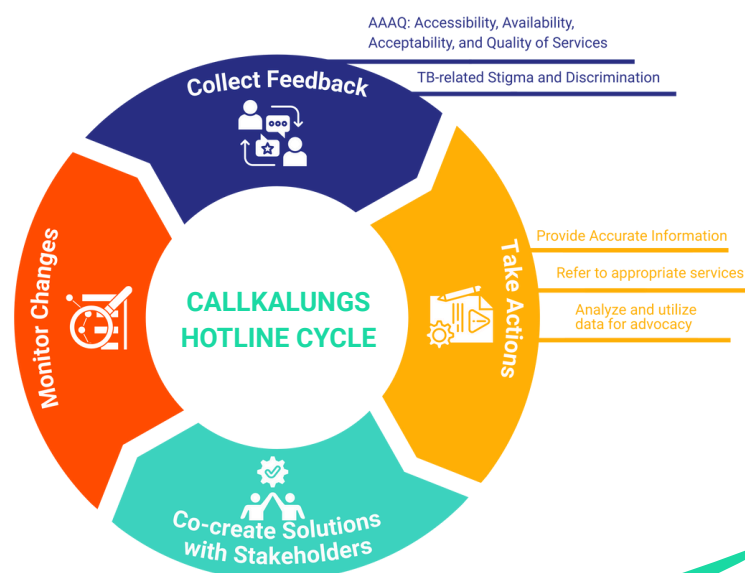 AAAQ: Accessibility, Availability,
Acceptability, and Quality of Services
TB-related Stigma and Discrimination
Collect Feedback
Provide Accurate Information
Refer to appropriate services
Analyze and utilize
data for advocacy
Take Actions
Monitor Changes
CALLKALUNGS
HOTLINE CYCLE
Co-create Solutions
with Stakeholders